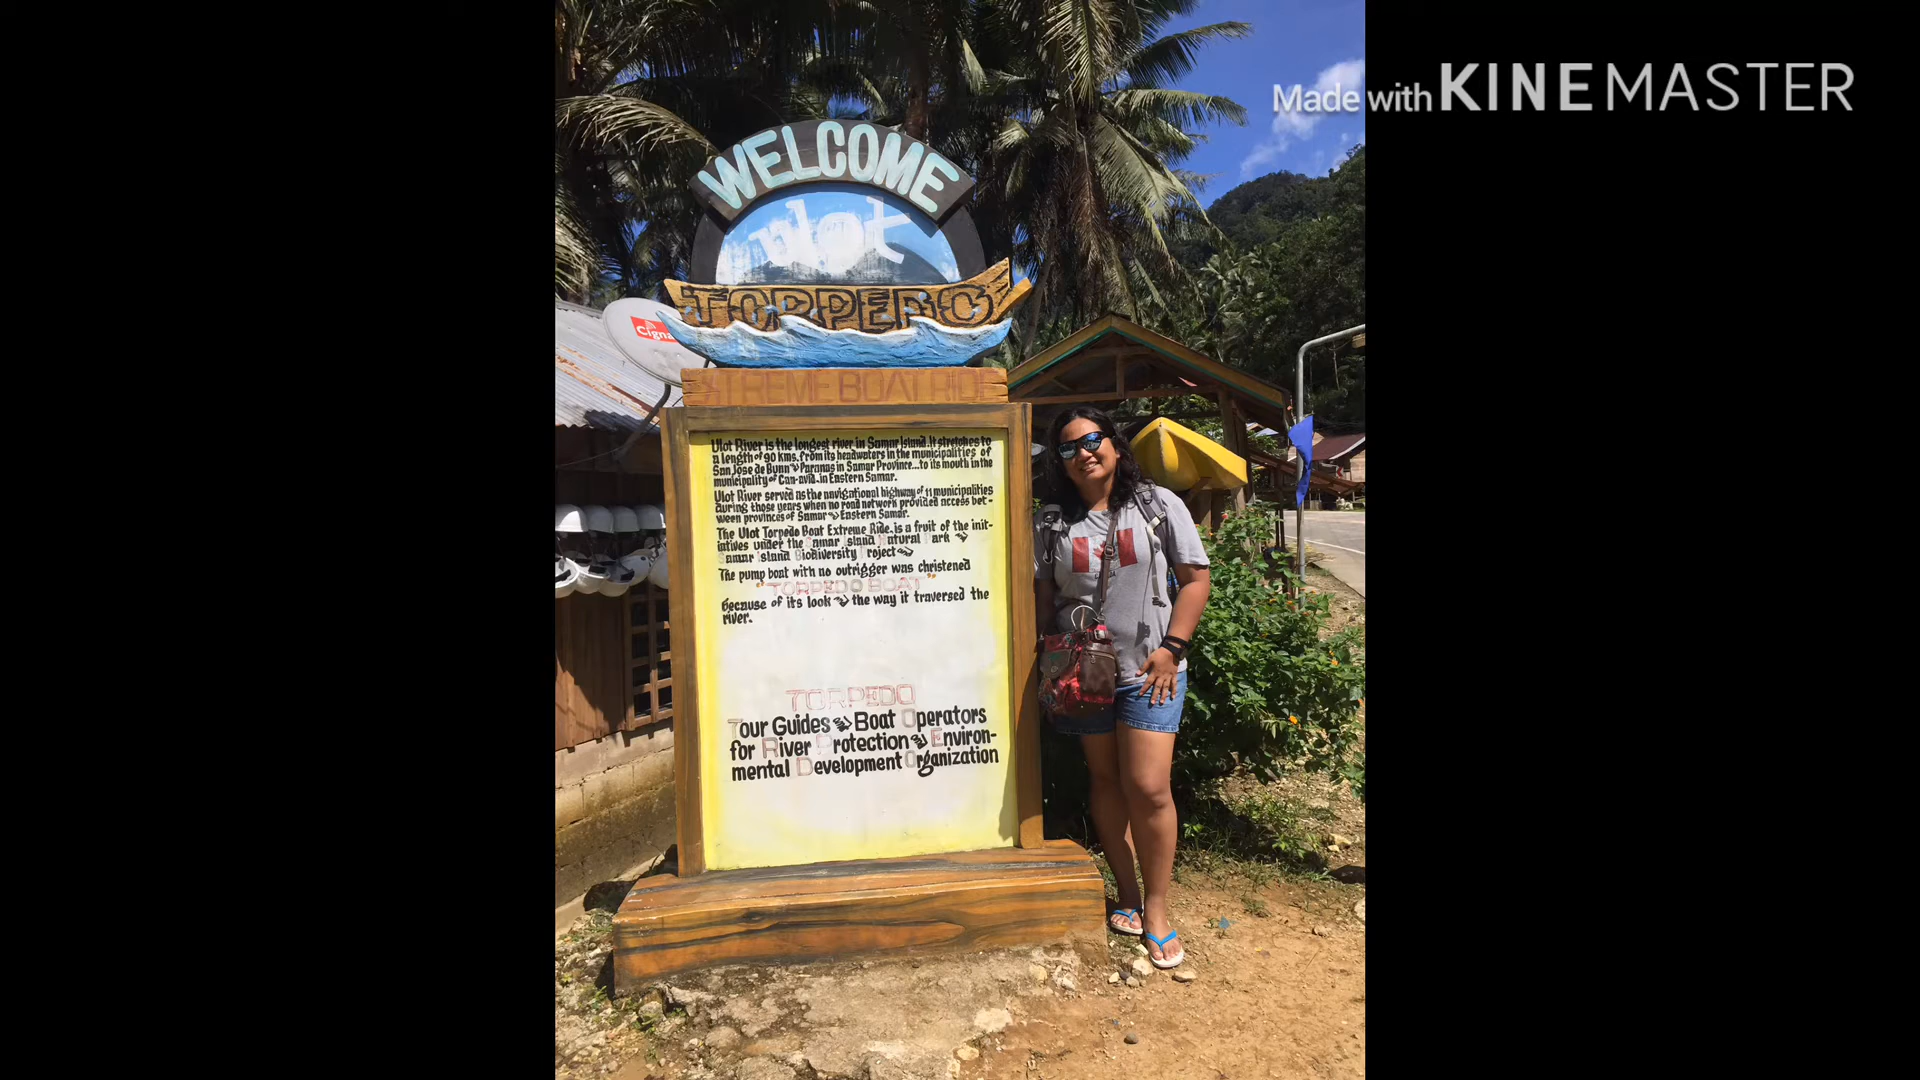 Made with KINEMASTER
WELCOME
ulot
TORPEDO
XTREME BOAT RIDE
Cigna
Ulot River is the longest river in Samar Island. It stretches to
a length of 90 kms. from its headwaters in the municipalities of
San Jose de Buan & Paranas in Samar Province...to its mouth in the
municipality of Can-avid. in Eastern Samar.
Ulot River served as the navigational highway of 11 municipalities
during those years when no road network provided access bet-
ween provinces of Samar & Eastern Samar.
The Ulot Torpedo Boat Extreme Ride. is a fruit of the init-
iatives under the Samar Island Natural Park &
Samar Island Biodiversity Project &
The pump boat with no outrigger was christened
"TORPEDO BOAT"
because of its look & the way it traversed the
river.
TORPEDO
Tour Guides & Boat Operators
for River Protection & Environ-
mental Development Organization